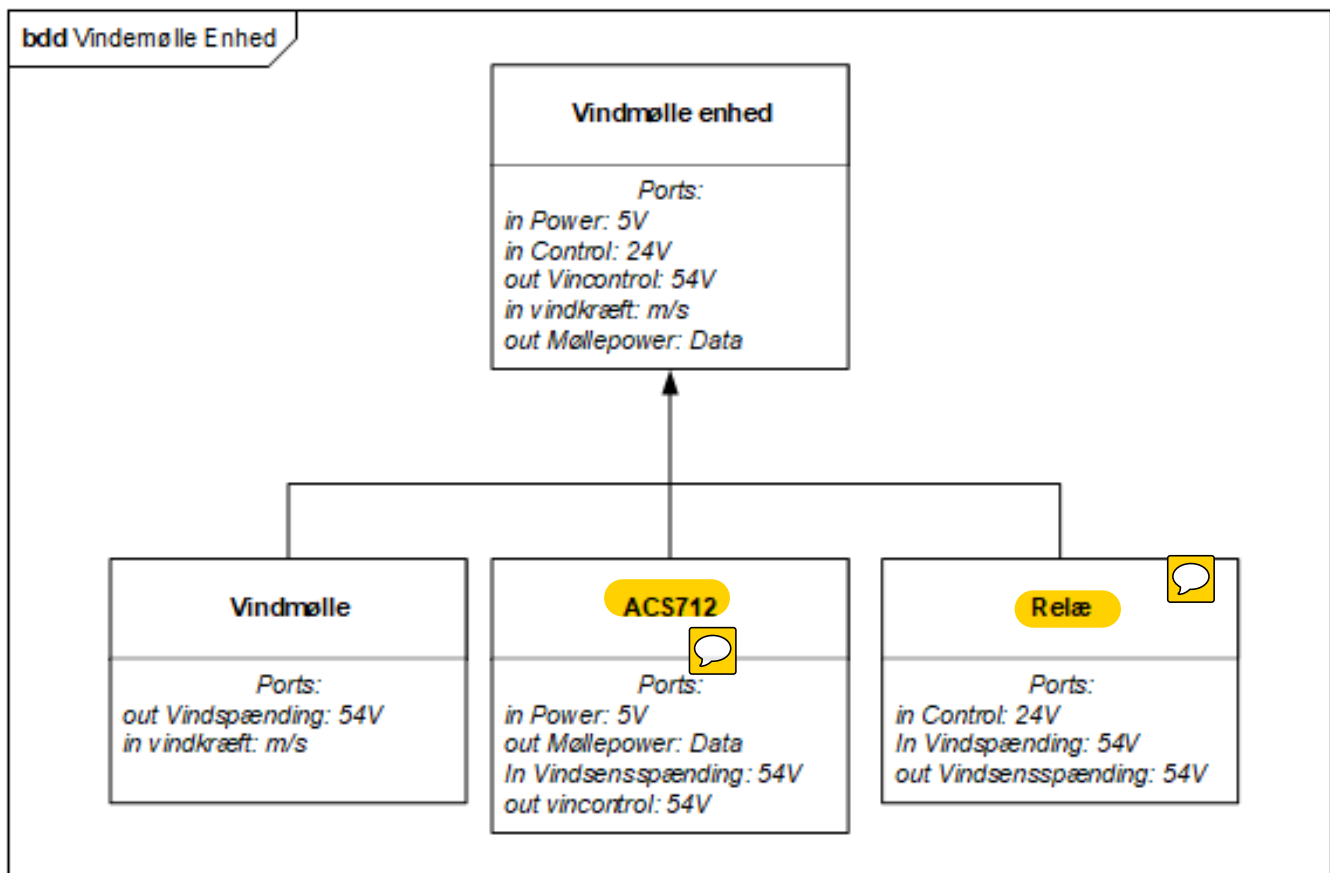 bdd Vindemølle Enhed
Vindmølle enhed
Ports:
in Power: 5V
in Control: 24V
out Vincontrol: 54V
in vindkræft: m/s
out Møllepower: Data
Vindmølle
Ports:
out Vindspænding: 54V
in vindkræft: m/s
ACS712
Ports:
in Power: 5V
out Møllepower: Data
In Vindsensspænding: 54V
out vincontrol: 54V
Relæ
Ports:
in Control: 24V
In Vindspænding: 54V
out Vindsensspænding: 54V